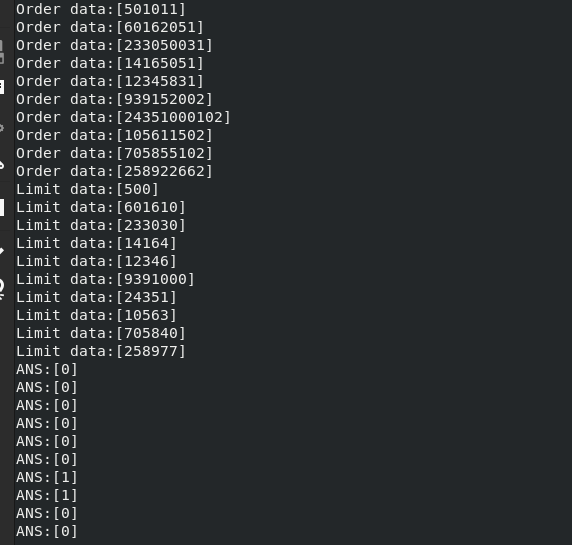 Order data:[501011]
Order data:[60162051]
Order data:[233050031]
Order data:[14165051]
Order data:[12345831]
Order data:[939152002]
Order data:[24351000102]
Order data:[105611502]
Order data:[705855102]
Order data:[258922662]
Limit data:[500]
Limit data:[601610]
Limit data:[233030]
Limit data:[14164]
Limit data:[12346]
Limit data:[9391000]
Limit data:[24351]
Limit data:[10563]
Limit data:[705840]
Limit data:[258977]
ANS:[0]
ANS:[0]
ANS:[0]
ANS:[0]
ANS:[0]
ANS:[0]
ANS:[1]
ANS:[1]
ANS:[0]
ANS:[0]